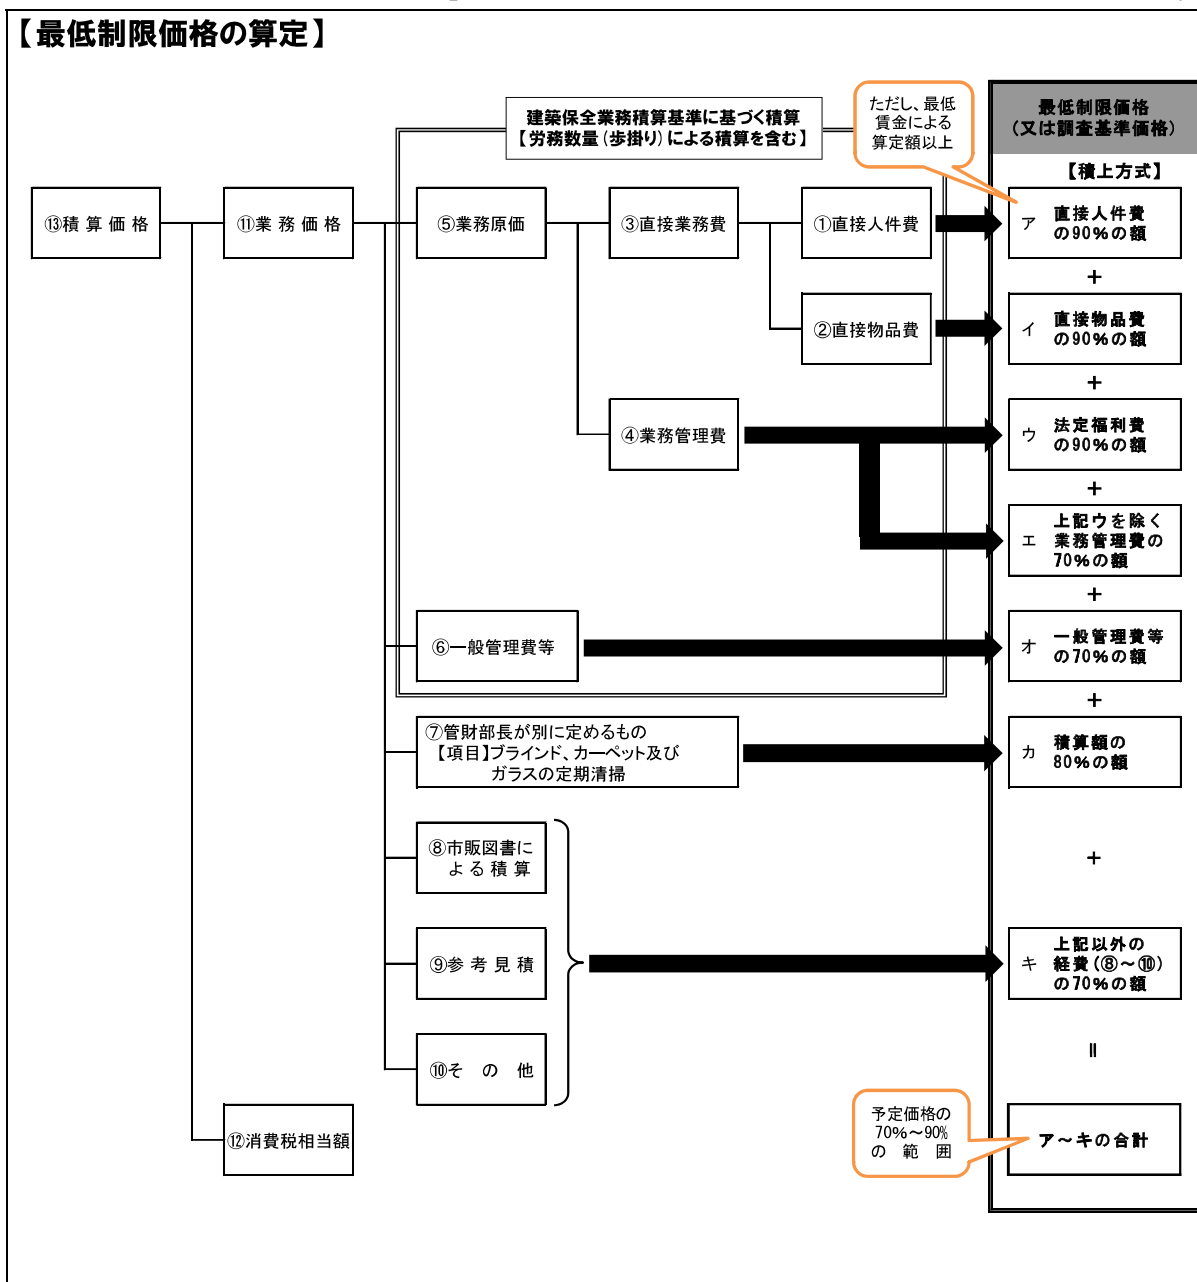 【最低制限価格の算定】
建築保全業務積算基準に基づく積算
【労務数量(歩掛り)による積算を含む】
ただし、最低
賃金による
算定額以上
最低制限価格
(又は調査基準価格)
【積上方式】
⑬積算価格
⑪業務価格
⑤業務原価
③直接業務費
①直接人件費
ア 直接人件費
の90%の額
+
②直接物品費
イ 直接物品費
の90%の額
+
④業務管理費
ウ 法定福利費
の90%の額
+
エ 上記ウを除く
業務管理費の
70%の額
+
⑥一般管理費等
オ 一般管理費等
の70%の額
+
⑦管財部長が別に定めるもの
【項目】ブラインド、カーペット及び
ガラスの定期清掃
カ 積算額の
80%の額
⑧市販図書に
よる積算
+
⑨参考見積
キ 上記以外の
経費(⑧~⑩)
の70%の額
⑩その他
=
⑫消費税相当額
予定価格の
70%~90%
の範囲
ア~キの合計